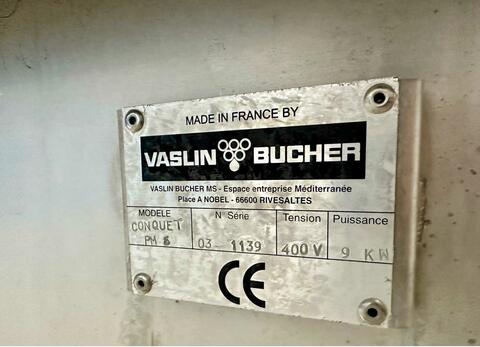 MADE IN FRANCE BY
VASLIN BUCHER
VASLIN BUCHER MS - Espace entreprise Méditerranée
Place A NOBEL - 66600 RIVESALTES
MODELE N Série Tension Puissance
CONQUET
PM 8 03 1139 400 V 9 KW
CE